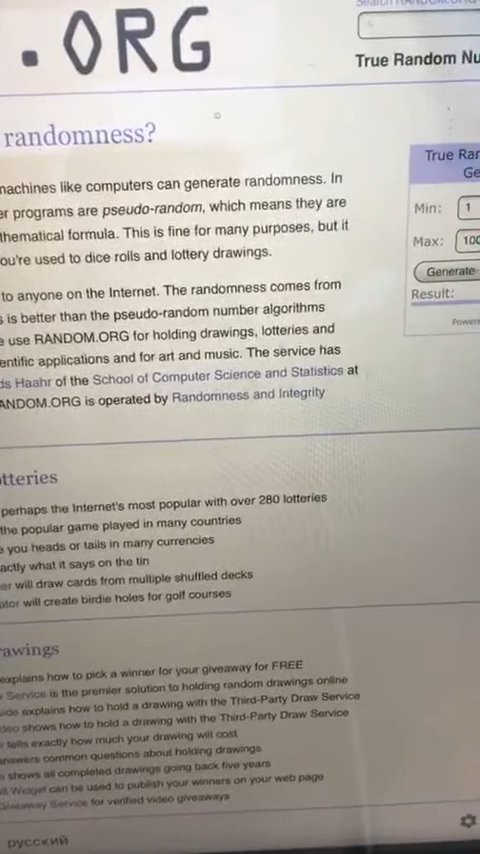 .ORG
True Random Nu
randomness?
machines like computers can generate randomness. In
er programs are pseudo-random, which means they are
thematical formula. This is fine for many purposes, but it
ou're used to dice rolls and lottery drawings.
True Ran
Ge
Min: 1
Max: 100
Generate
Result:
Powere
to anyone on the Internet. The randomness comes from
s is better than the pseudo-random number algorithms
e use RANDOM.ORG for holding drawings, lotteries and
entific applications and for art and music. The service has
ds Haahr of the School of Computer Science and Statistics at
ANDOM.ORG is operated by Randomness and Integrity
otteries
perhaps the Internet's most popular with over 280 lotteries
the popular game played in many countries
e you heads or tails in many currencies
actly what it says on the tin
er will draw cards from multiple shuffled decks
ator will create birdie holes for golf courses
rawings
explains how to pick a winner for your giveaway for FREE
Service is the premier solution to holding random drawings online
uide explains how to hold a drawing with the Third-Party Draw Service
deo shows how to hold a drawing with the Third-Party Draw Service
r tells exactly how much your drawing will cost
answers common questions about holding drawings
s shows all completed drawings going back five years
Widget can be used to publish your winners on your web page
Giveaway Service for verified video giveaways
русский